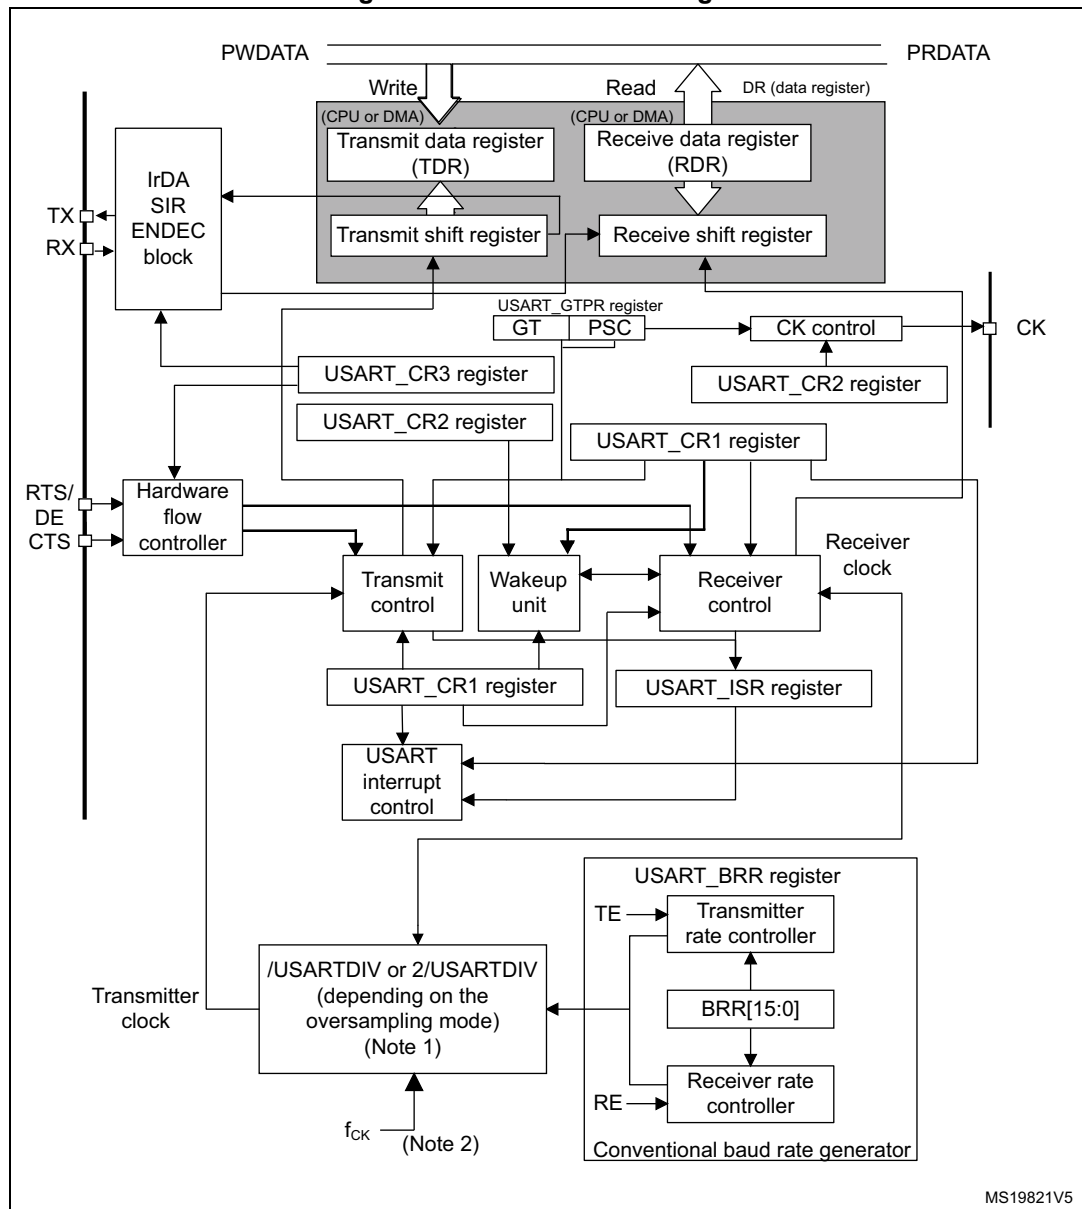 PWDATA
PRDATA
Write
Read
DR (data register)
(CPU or DMA)
(CPU or DMA)
Transmit data register
(TDR)
Receive data register
(RDR)
IrDA
SIR
ENDEC
block
TX
RX
Transmit shift register
Receive shift register
USART_GTPR register
GT
PSC
CK control
CK
USART_CR3 register
USART_CR2 register
USART_CR2 register
USART_CR1 register
RTS/
DE
CTS
Hardware
flow
controller
Transmit
control
Wakeup
unit
Receiver
control
Receiver
clock
USART_CR1 register
USART_ISR register
USART
interrupt
control
USART_BRR register
TE
Transmitter
rate controller
/USARTDIV or 2/USARTDIV
(depending on the
oversampling mode)
(Note 1)
Transmitter
clock
BRR[15:0]
RE
Receiver rate
controller
fCK
(Note 2)
Conventional baud rate generator
MS19821V5